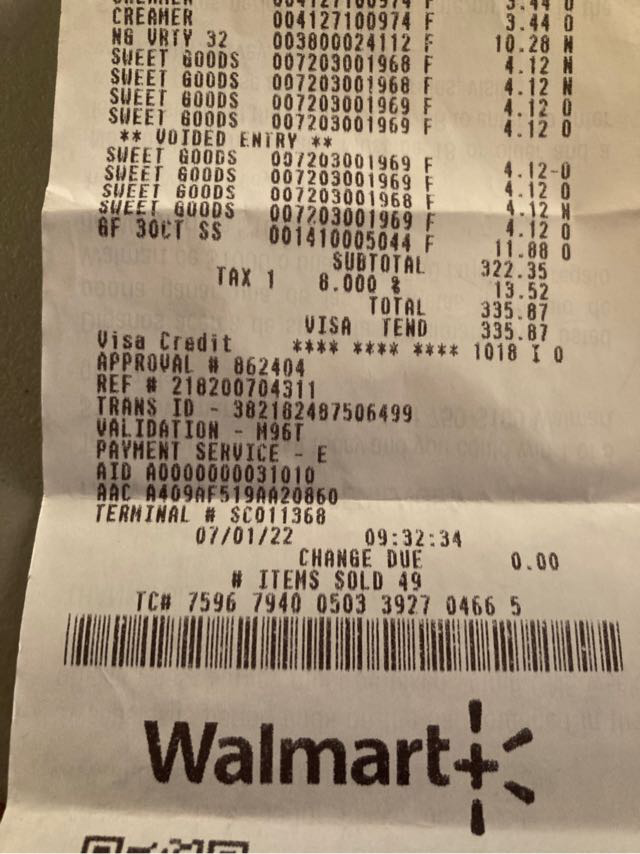 CREAMER 004127100974 F 3.44 O
CREAMER 004127100974 F 3.44 O
NG VRTY 32 003800024112 F 10.28 N
SWEET GOODS 007203001968 F 4.12 N
SWEET GOODS 007203001968 F 4.12 N
SWEET GOODS 007203001969 F 4.12 O
SWEET GOODS 007203001969 F 4.12 O
** VOIDED ENTRY **
SWEET GOODS 007203001969 F 4.12-O
SWEET GOODS 007203001969 F 4.12 O
SWEET GOODS 007203001968 F 4.12 N
SWEET GOODS 007203001969 F 4.12 O
GF 30CT SS 001410005044 F 11.88 O
SUBTOTAL 322.35
TAX 1 8.000 % 13.52
TOTAL 335.87
VISA TEND 335.87
Visa Credit **** **** **** 1018 I 0
APPROVAL # 862404
REF # 218200704311
TRANS ID - 382182487506499
VALIDATION - M96T
PAYMENT SERVICE - E
AID A0000000031010
AAC A409AF519AA20860
TERMINAL # SC011368
07/01/22 09:32:34
CHANGE DUE 0.00
# ITEMS SOLD 49
TC# 7596 7940 0503 3927 0466 5
Walmart+